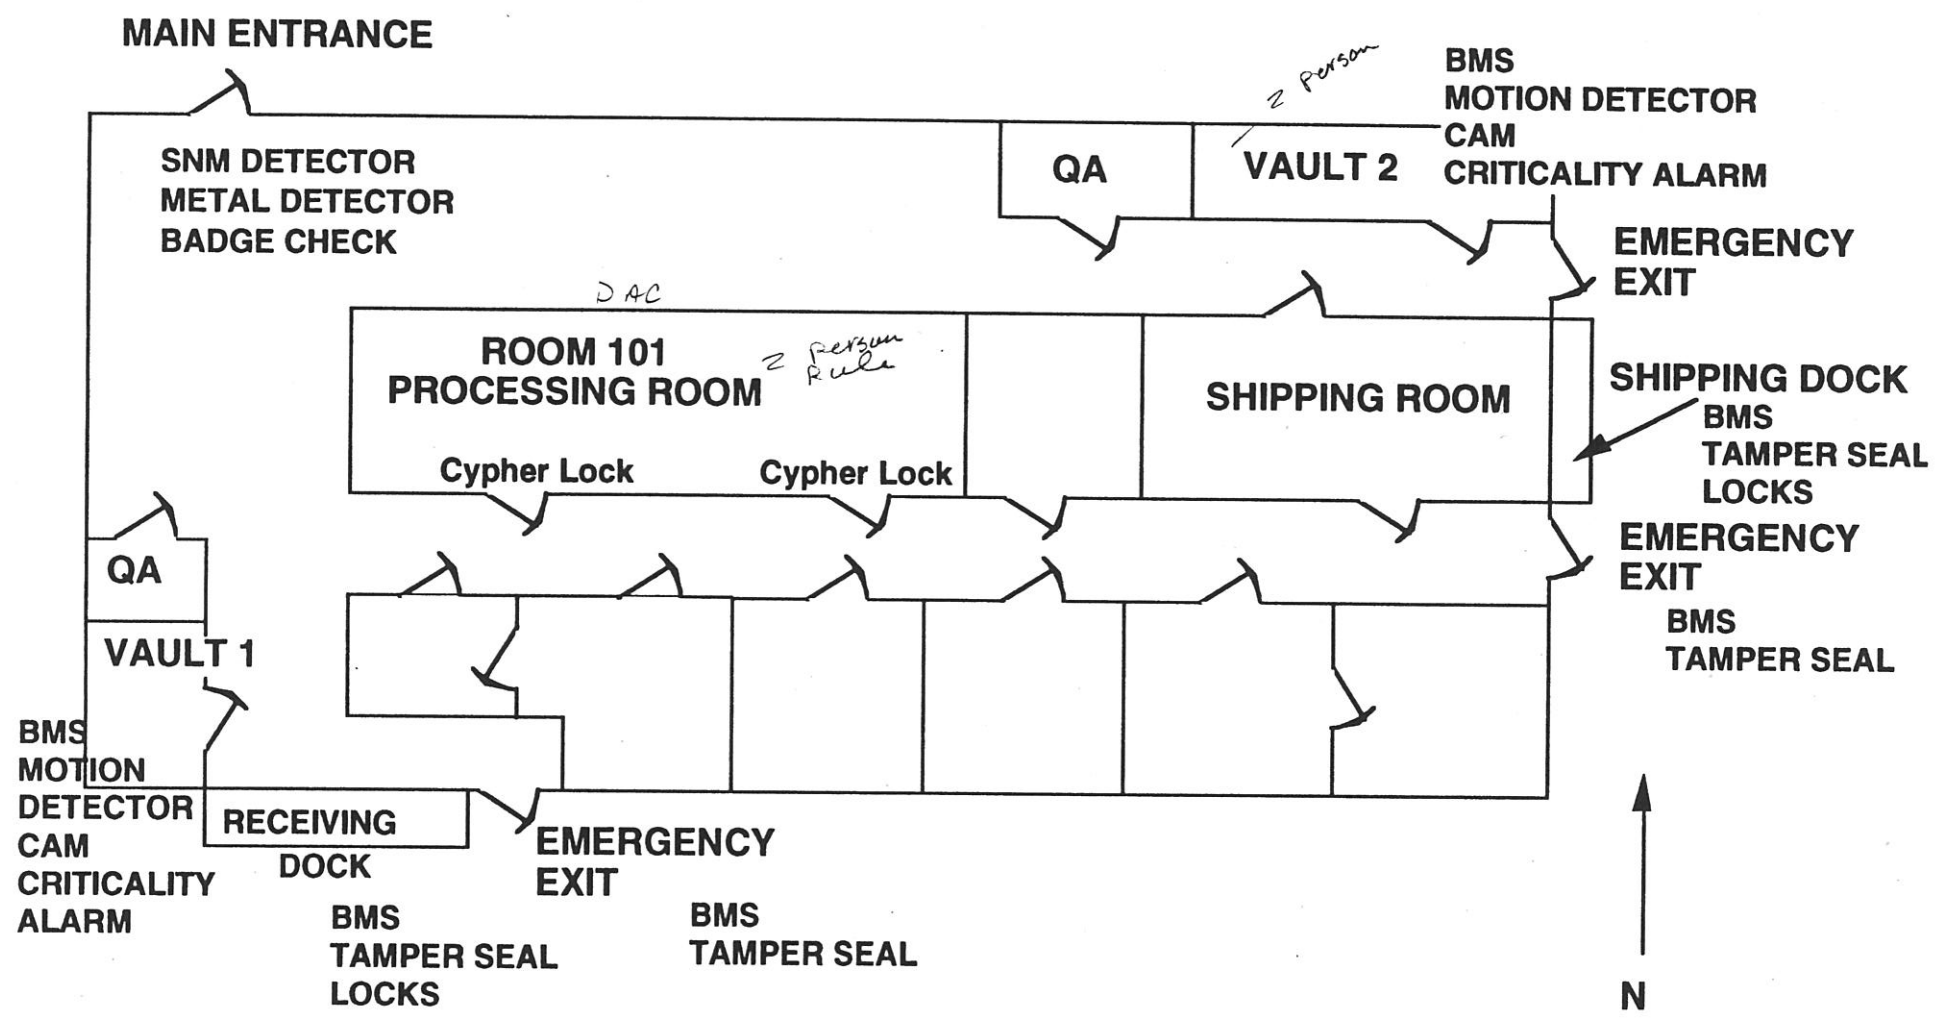 MAIN ENTRANCE
SNM DETECTOR
METAL DETECTOR
BADGE CHECK
QA
2 person
VAULT 2
BMS
MOTION DETECTOR
CAM
CRITICALITY ALARM
EMERGENCY
EXIT
DAC
ROOM 101
PROCESSING ROOM
2 person
Rule
Cypher Lock
Cypher Lock
SHIPPING ROOM
SHIPPING DOCK
BMS
TAMPER SEAL
LOCKS
EMERGENCY
EXIT
BMS
TAMPER SEAL
QA
VAULT 1
BMS
MOTION
DETECTOR
CAM
CRITICALITY
ALARM
RECEIVING
DOCK
BMS
TAMPER SEAL
LOCKS
EMERGENCY
EXIT
BMS
TAMPER SEAL
N